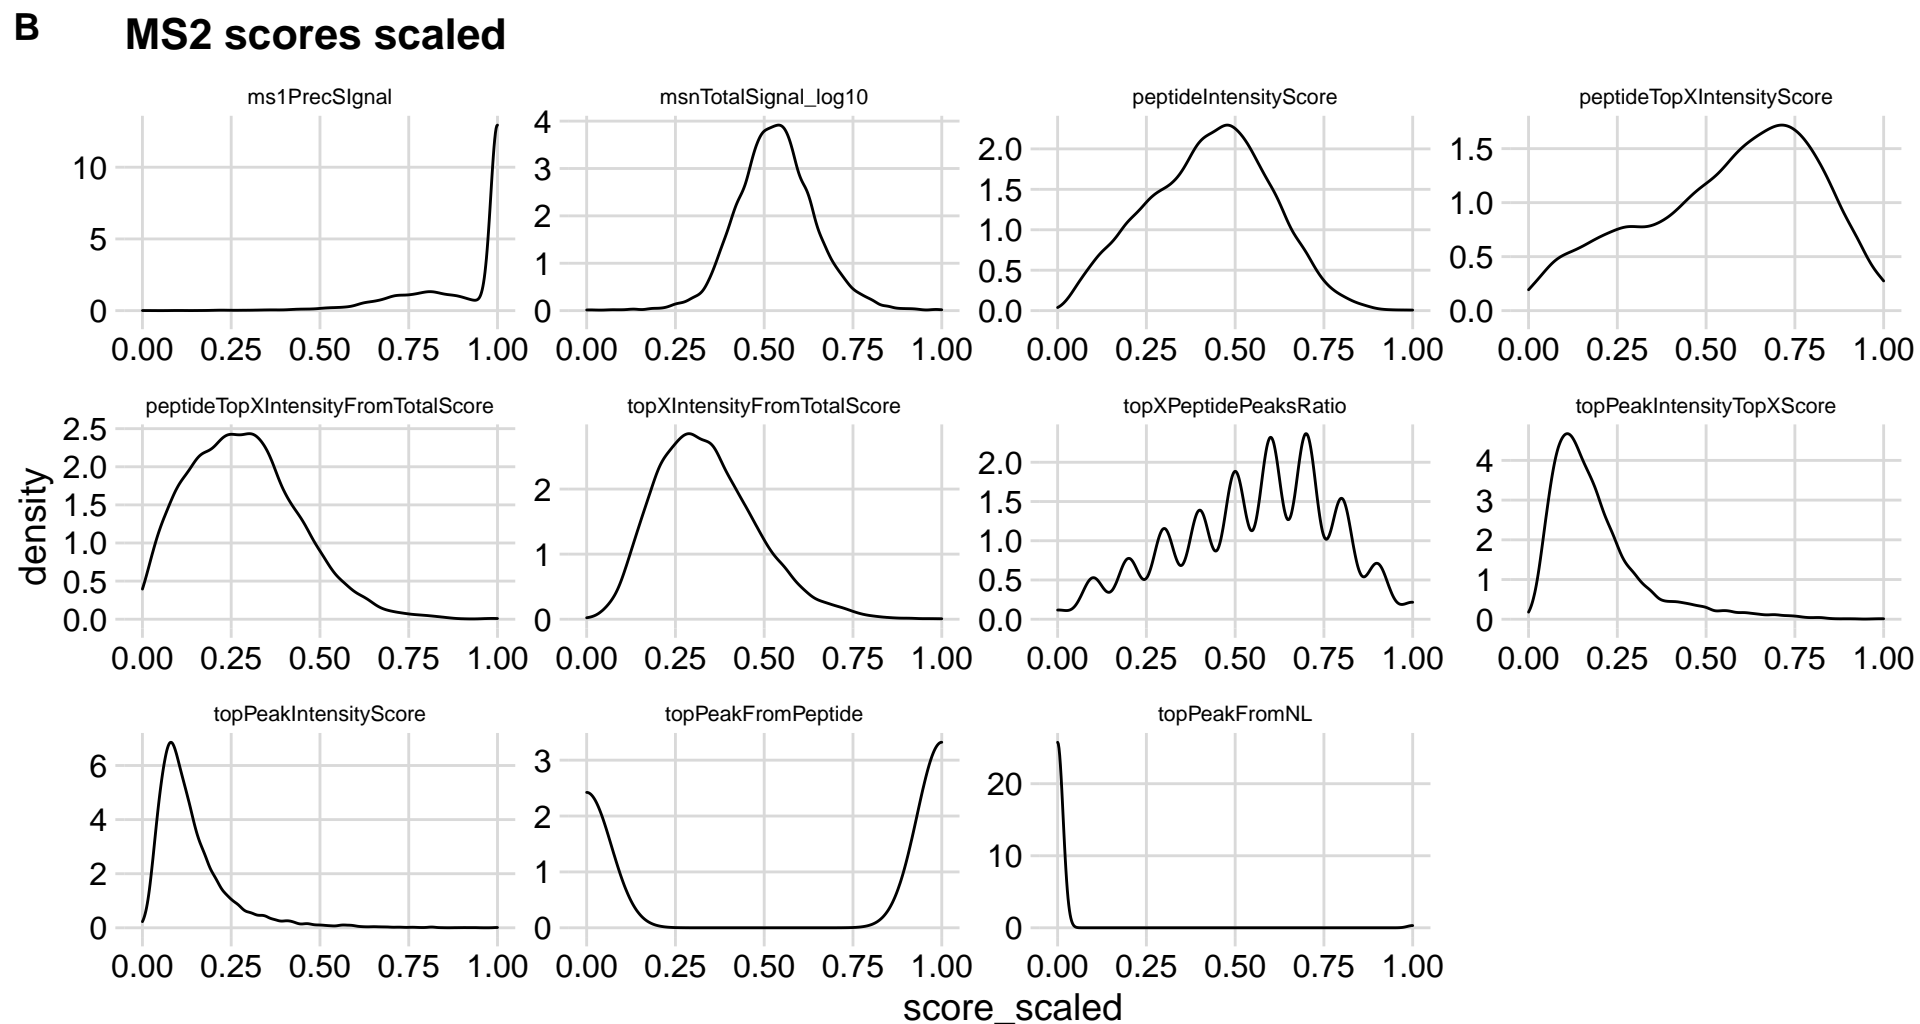 B MS2 scores scaled
ms1PrecSIgnal
10
5
0
0.00 0.25 0.50 0.75 1.00
msnTotalSignal_log10
4
3
2
1
0
0.00 0.25 0.50 0.75 1.00
peptideIntensityScore
2.0
1.5
1.0
0.5
0.0
0.00 0.25 0.50 0.75 1.00
peptideTopXIntensityScore
1.5
1.0
0.5
0.0
0.00 0.25 0.50 0.75 1.00
density
peptideTopXIntensityFromTotalScore
2.5
2.0
1.5
1.0
0.5
0.0
0.00 0.25 0.50 0.75 1.00
topXIntensityFromTotalScore
2
1
0
0.00 0.25 0.50 0.75 1.00
topXPeptidePeaksRatio
2.0
1.5
1.0
0.5
0.0
0.00 0.25 0.50 0.75 1.00
topPeakIntensityTopXScore
4
3
2
1
0
0.00 0.25 0.50 0.75 1.00
topPeakIntensityScore
6
4
2
0
0.00 0.25 0.50 0.75 1.00
topPeakFromPeptide
3
2
1
0
0.00 0.25 0.50 0.75 1.00
topPeakFromNL
20
10
0
0.00 0.25 0.50 0.75 1.00
score_scaled